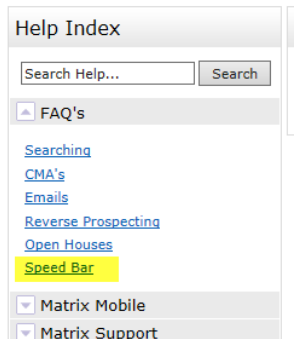 Help Index
Search Help... Search
FAQ's
Searching
CMA's
Emails
Reverse Prospecting
Open Houses
Speed Bar
Matrix Mobile
Matrix Support